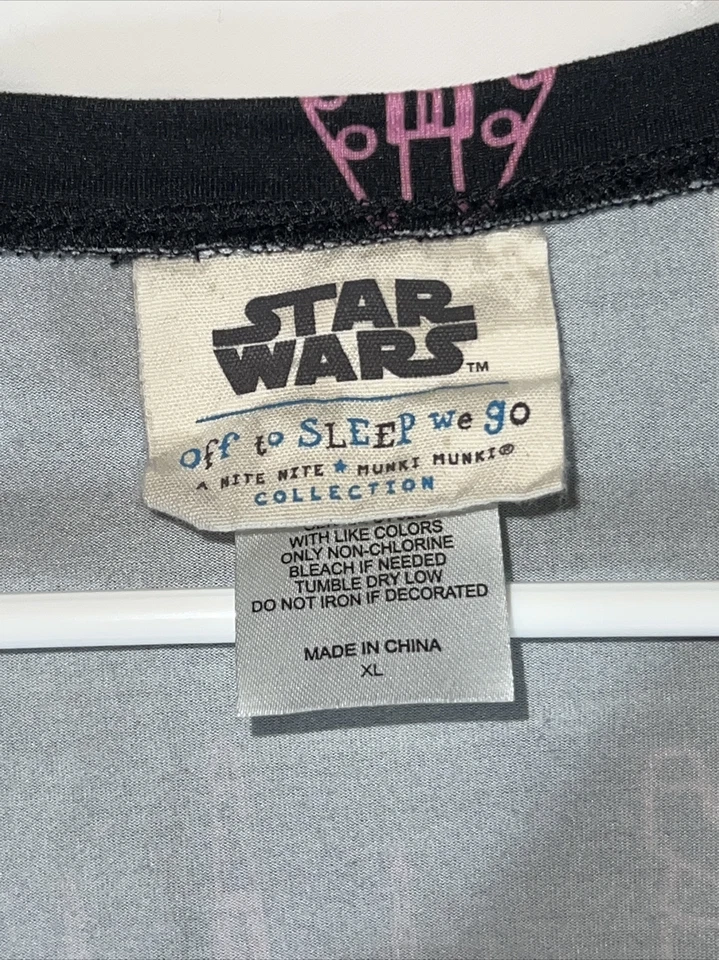 STAR
WARS™
off to SLEEP we go
A NITE NITE ★ MUNKI MUNKI®
COLLECTION
WITH LIKE COLORS
ONLY NON-CHLORINE
BLEACH IF NEEDED
TUMBLE DRY LOW
DO NOT IRON IF DECORATED
MADE IN CHINA
XL